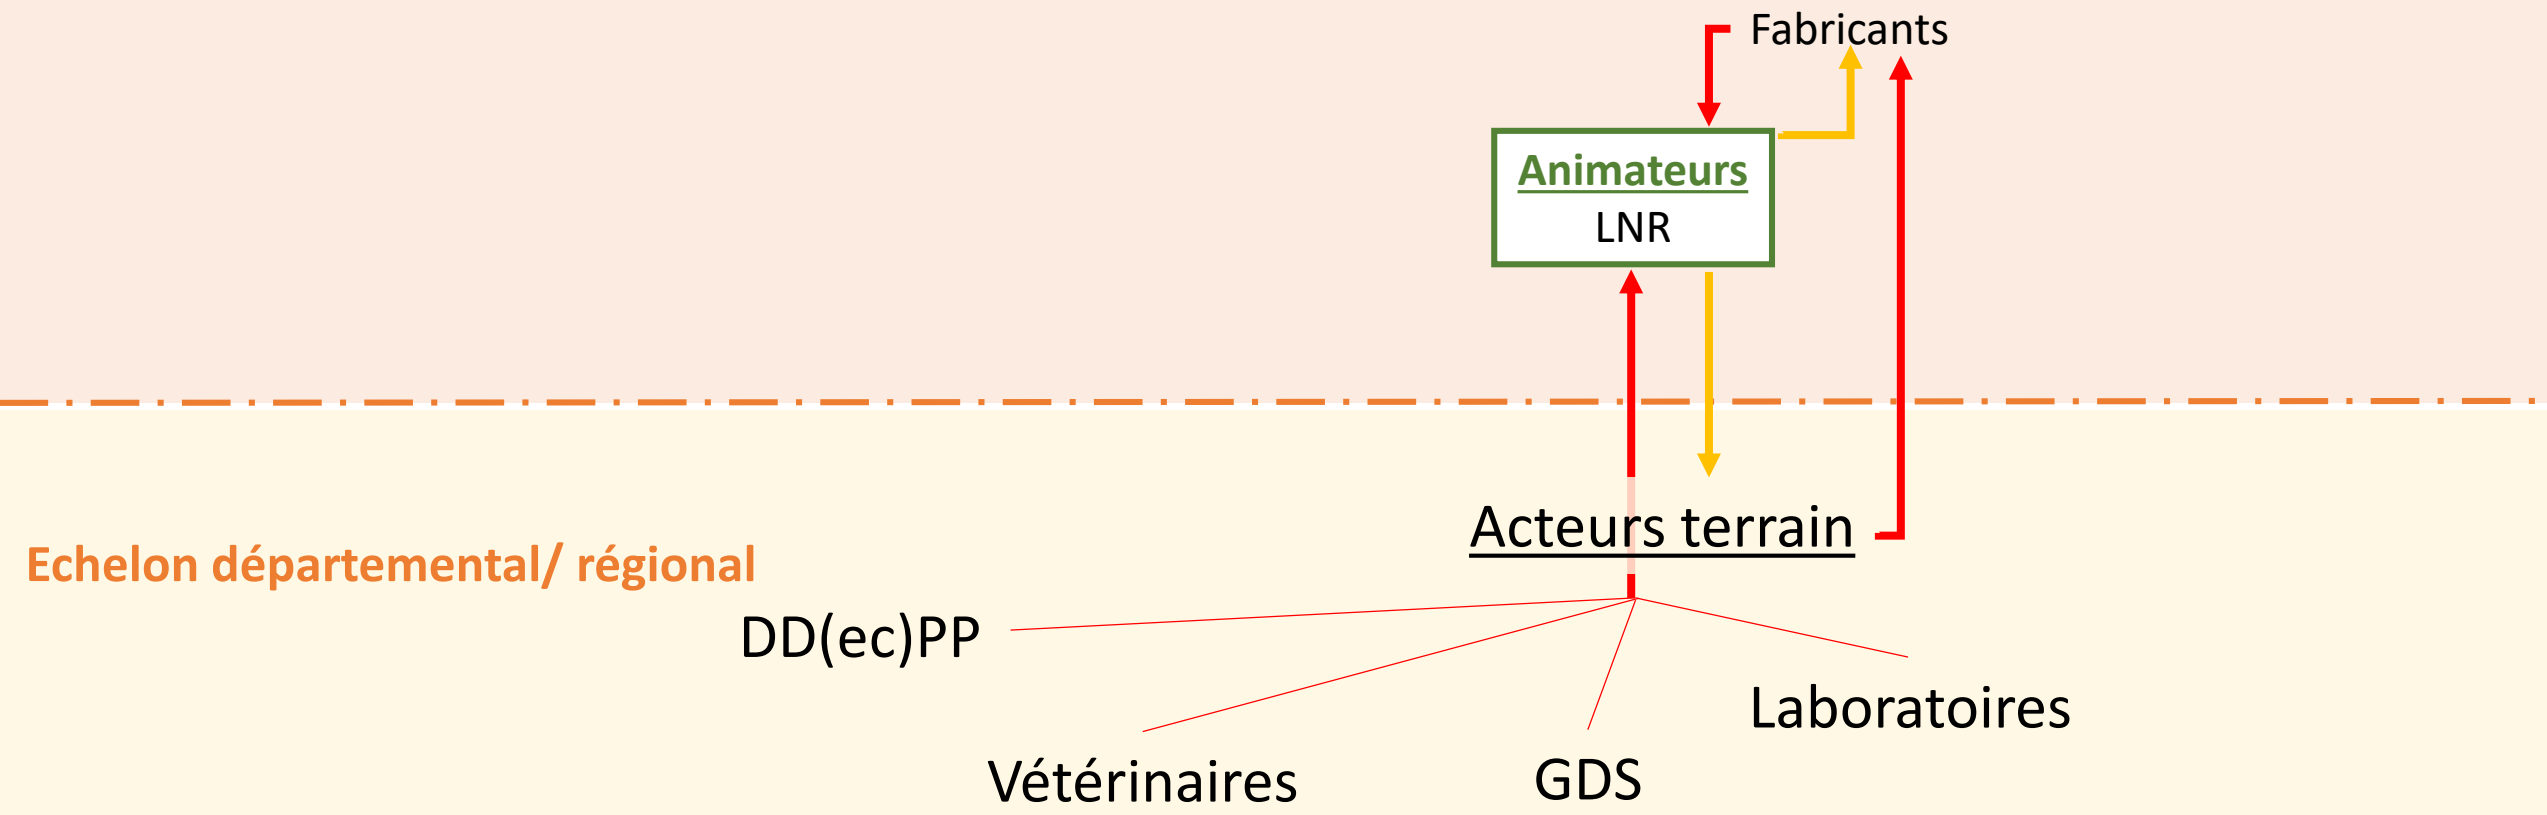 Fabricants
Animateurs
LNR
Acteurs terrain
Echelon départemental/ régional
DD(ec)PP
Laboratoires
Vétérinaires
GDS